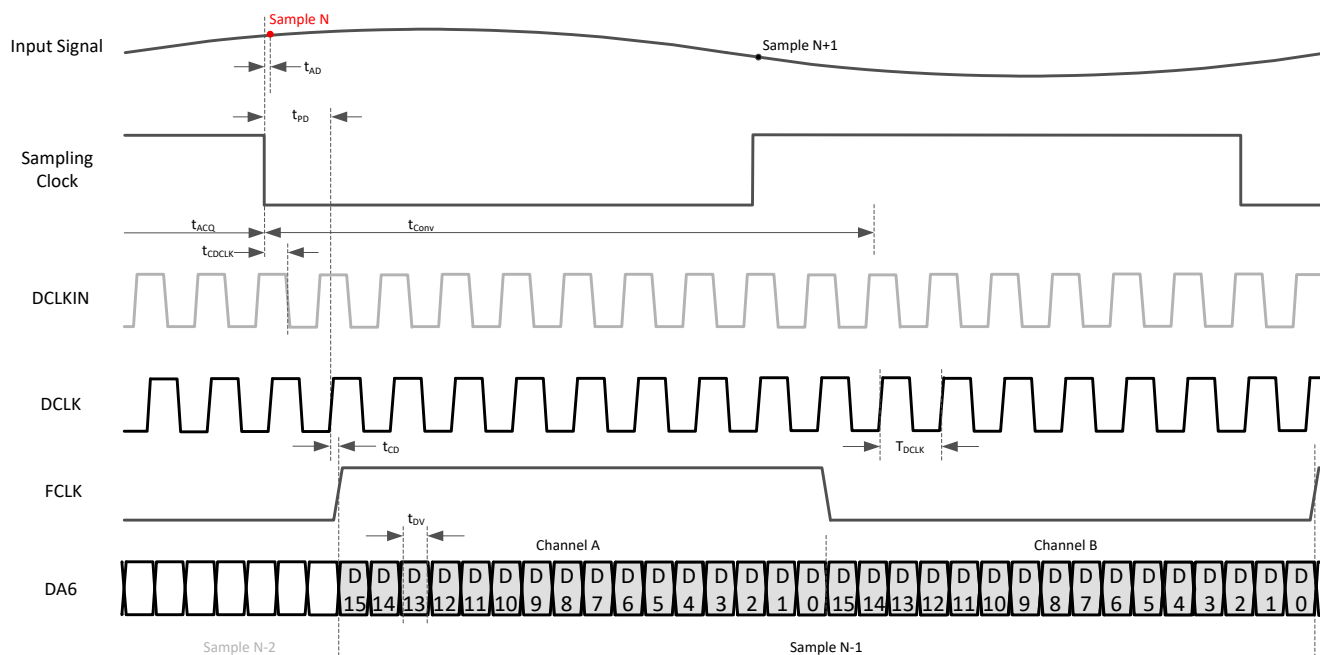 Sample N
Input Signal
Sample N+1
tAD
tPD
Sampling
Clock
tACQ
tConv
tCDCLK
DCLKIN
DCLK
tCD
TDCLK
FCLK
tDV
Channel A
Channel B
DA6
D D D D D D D D D D D D D D D D D D D D D D D D D D D D D D D D
15 14 13 12 11 10 9 8 7 6 5 4 3 2 1 0 15 14 13 12 11 10 9 8 7 6 5 4 3 2 1 0
Sample N-2
Sample N-1